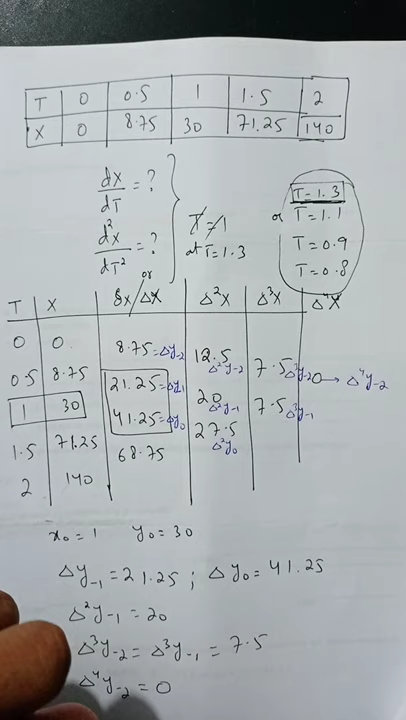 T 0 0.5 1 1.5 2
X 0 8.75 30 71.25 140
dx/dT = ?
d²x/dT² = ?
T=1
at T=1.3
T=1.3
or T=1.1
T=0.9
T=0.8
or
T X δx/Δx Δ²x Δ³x Δ⁴x
0 0
8.75=Δy₋₂ 12.5 Δ²y₋₂
0.5 8.75 7.5 Δ³y₋₂ 0→Δ⁴y₋₂
21.25=Δy₋₁ 20 Δ²y₋₁
1 30 7.5 Δ³y₋₁
41.25=Δy₀ 27.5 Δ²y₀
1.5 71.25
68.75
2 140
x₀ = 1 y₀ = 30
Δy₋₁ = 21.25 ; Δy₀ = 41.25
Δ²y₋₁ = 20
Δ³y₋₂ = Δ³y₋₁ = 7.5
Δ⁴y₋₂ = 0